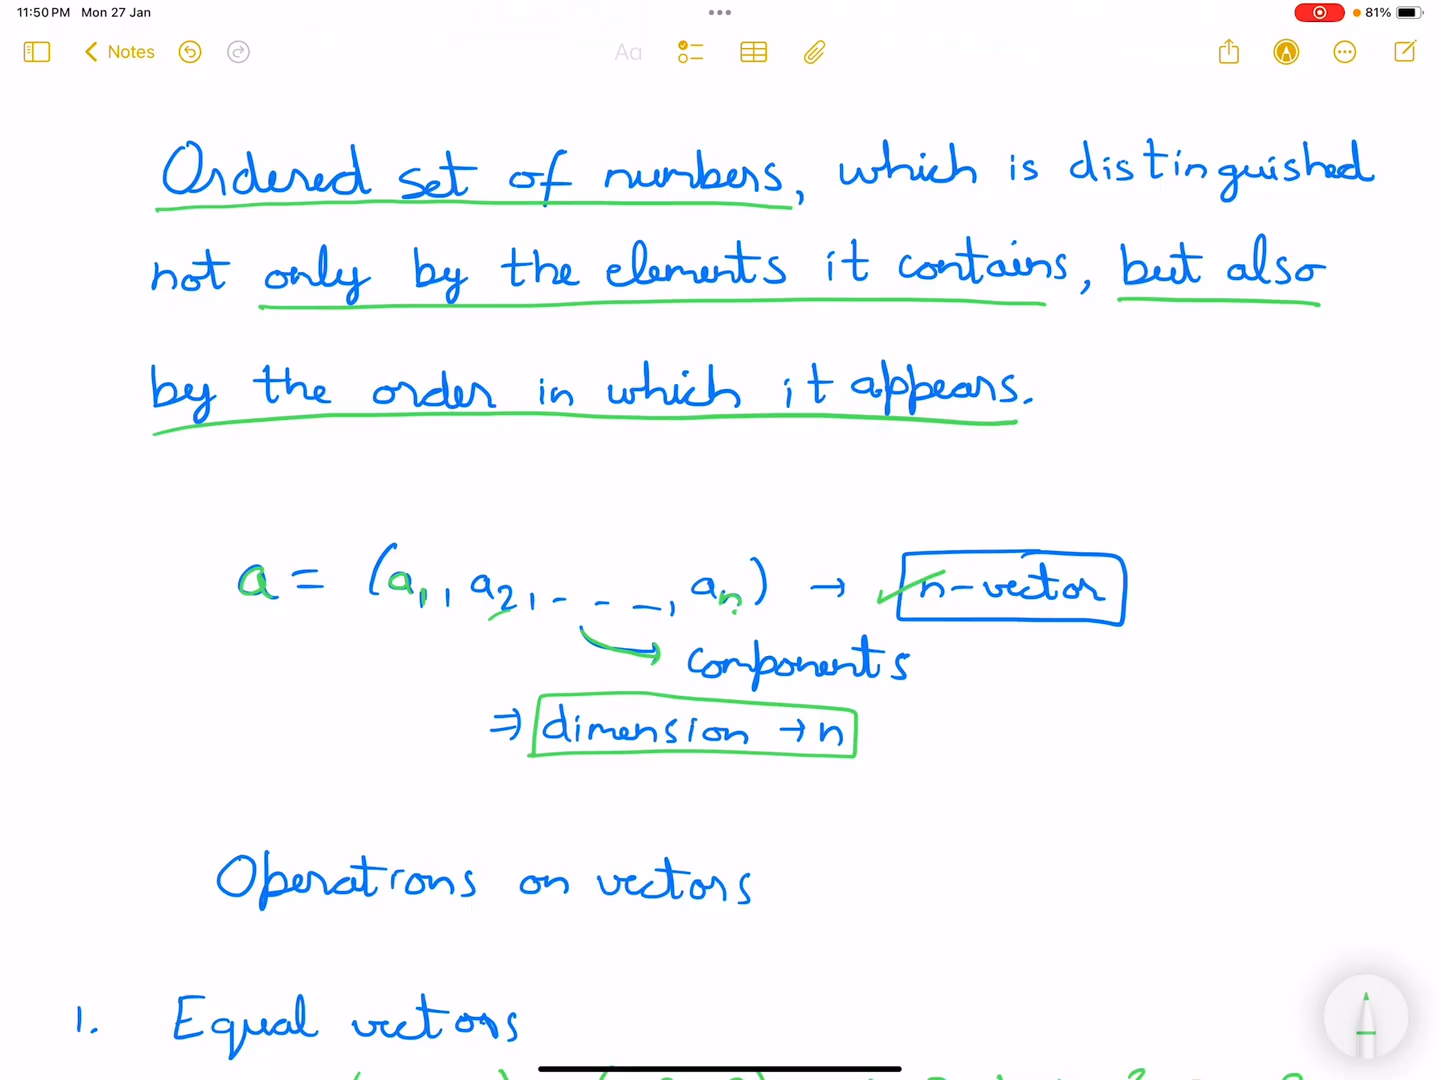 11:50 PM Mon 27 Jan
81%
Notes
Aa
Ordered set of numbers, which is distinguished
not only by the elements it contains, but also
by the order in which it appears.
a = (a₁, a₂, - - -, aₙ) → n-vector
components
⇒ dimension → n
Operations on vectors
1. Equal vectors